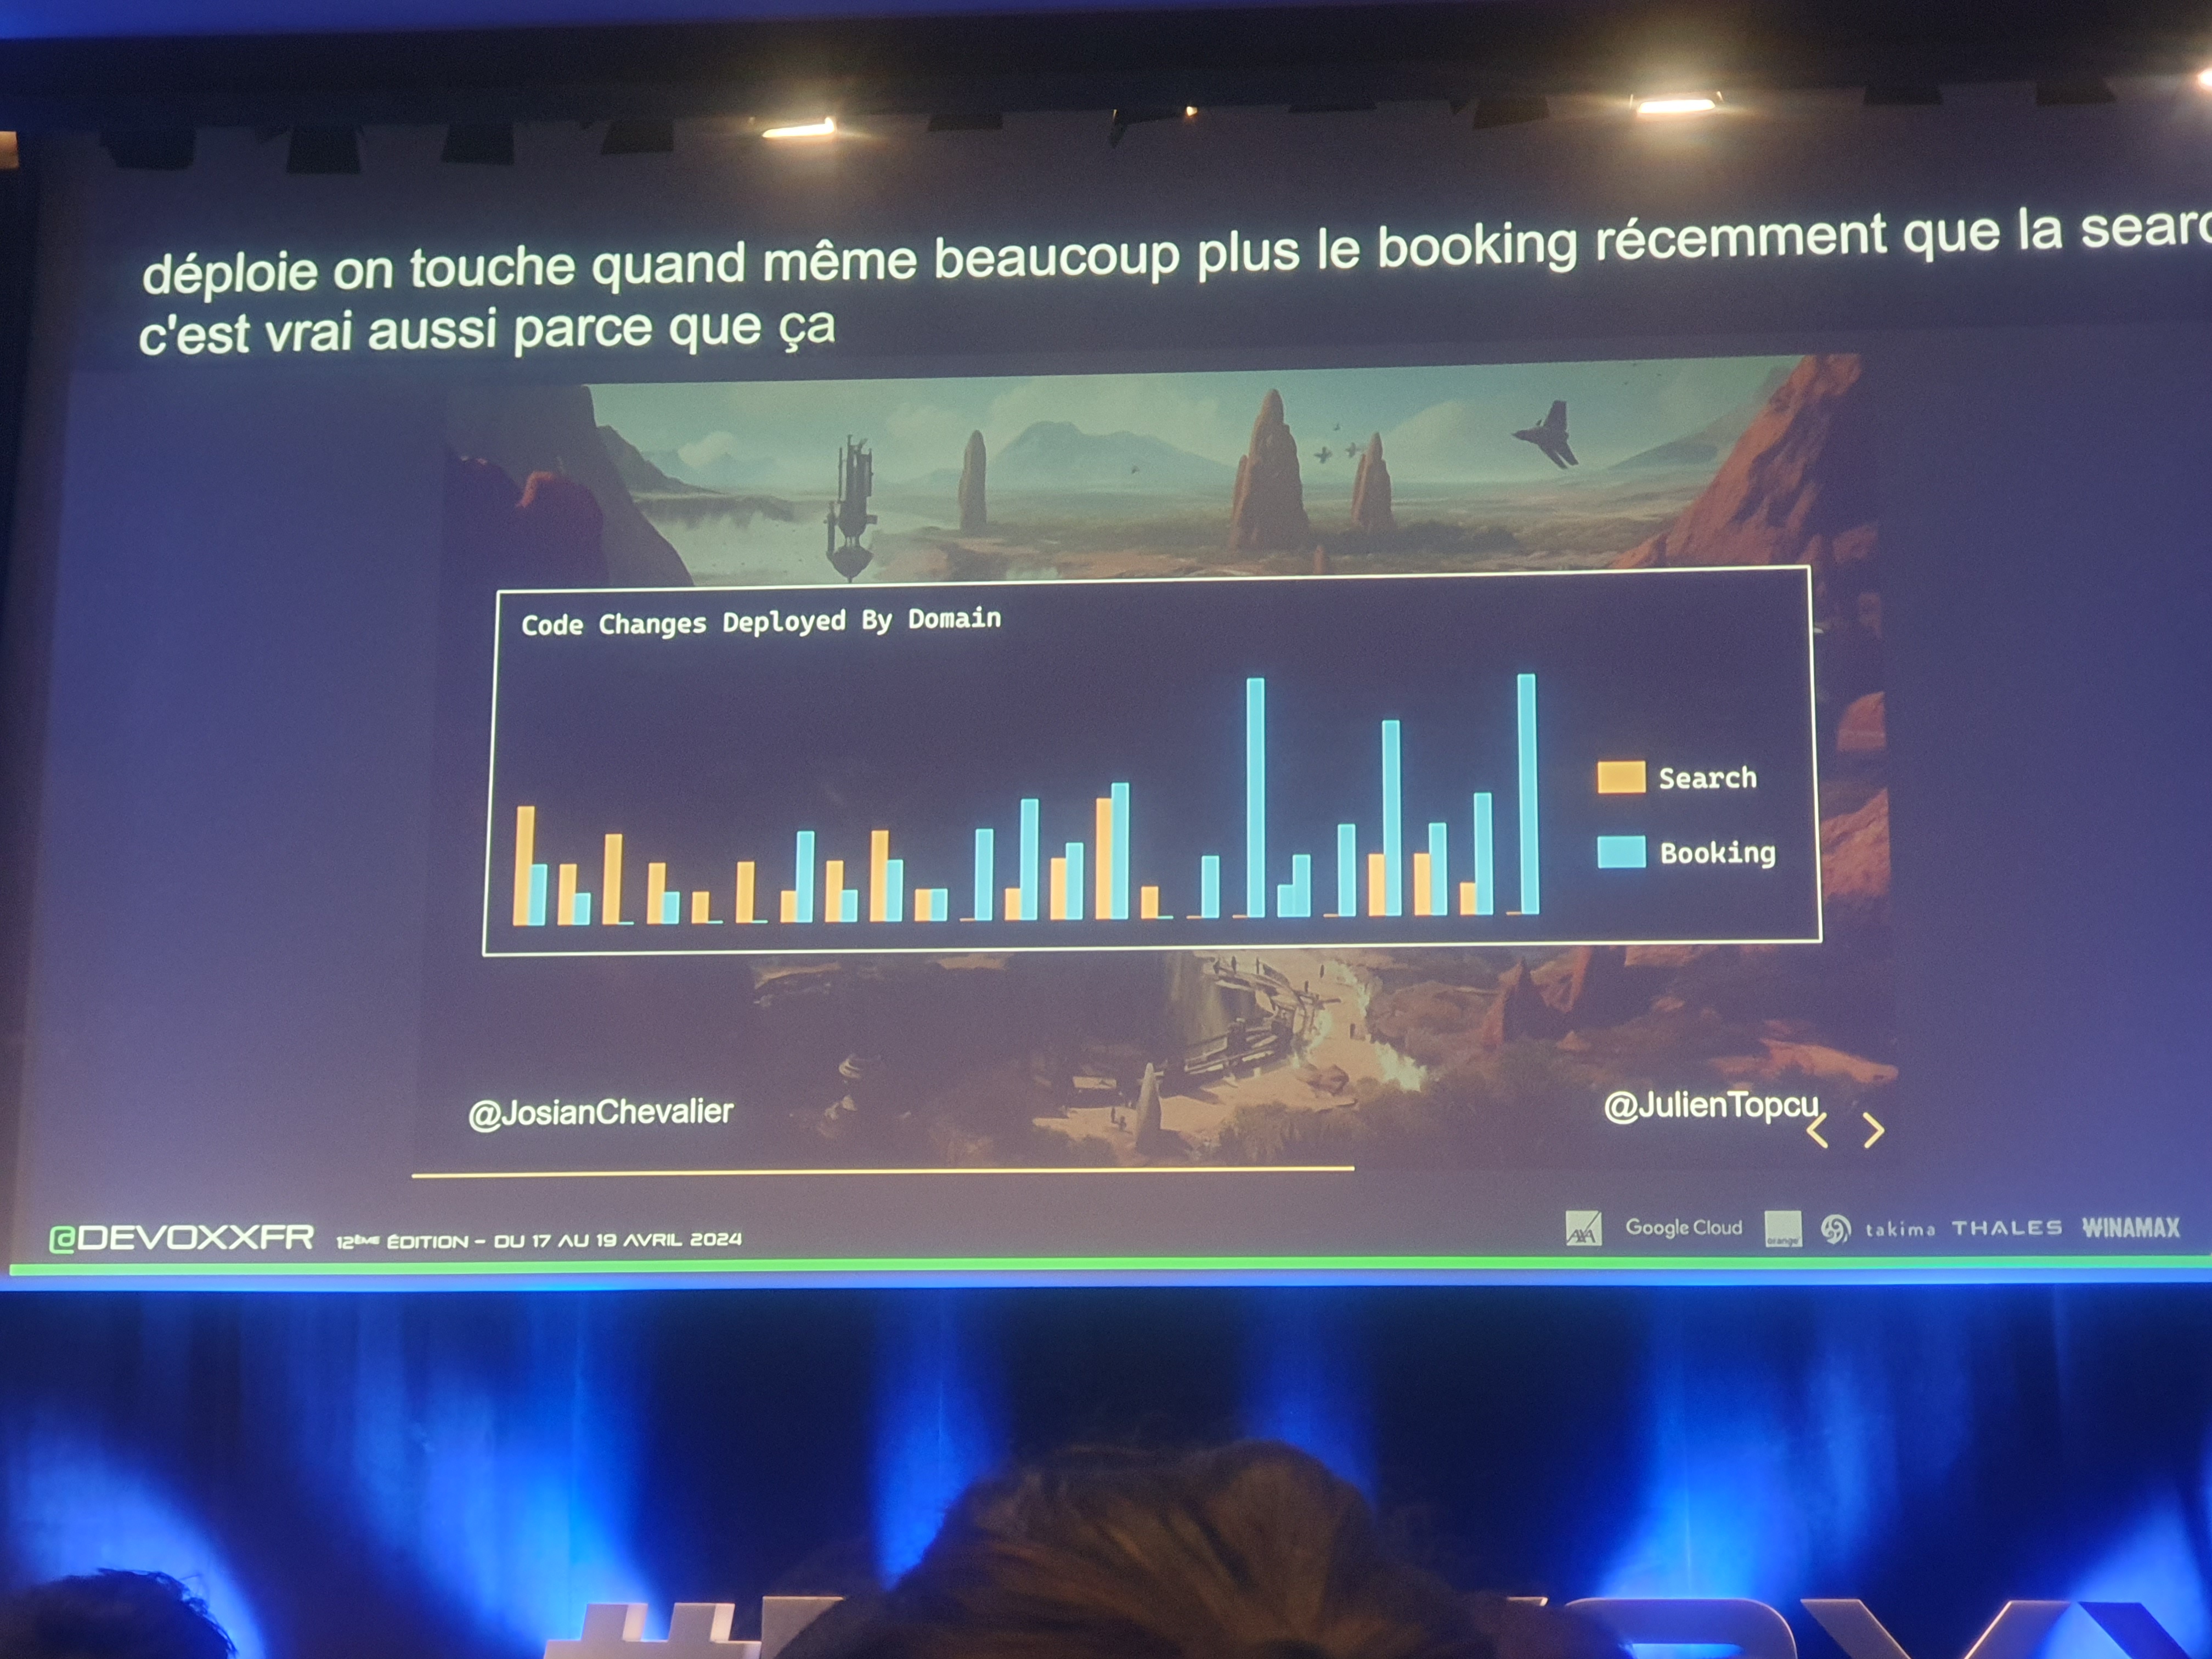 déploie on touche quand même beaucoup plus le booking récemment que la
c'est vrai aussi parce que ça
Code Changes Deployed By Domain
Search
Booking
@JosianChevalier
@JulienTopcu
@DEVOXXFR 12ème ÉDITION - DU 17 AU 19 AVRIL 2024
AXA Google Cloud orange takima THALES WINAMAX